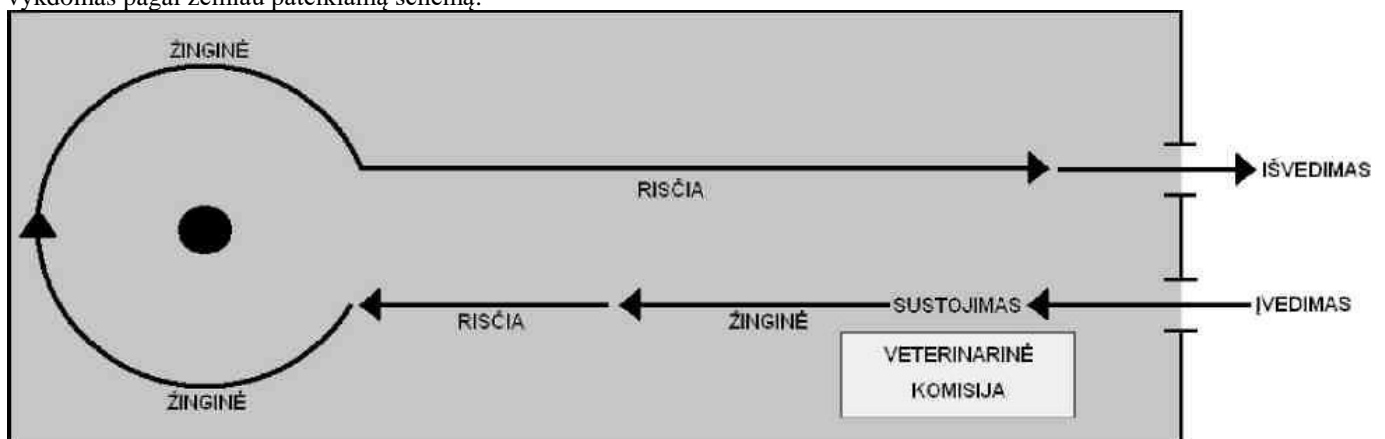 vykdomas pagal žemiau pateikiamą schemą:
ŽINGINĖ
RISČIA
IŠVEDIMAS
RISČIA
ŽINGINĖ
SUSTOJIMAS
ĮVEDIMAS
VETERINARINĖ
KOMISIJA
ŽINGINĖ